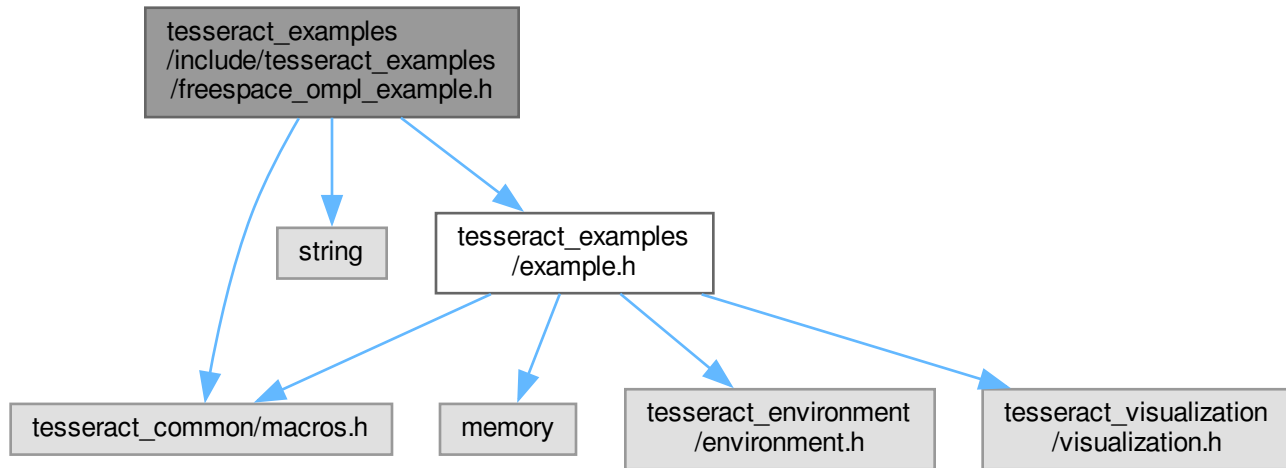 tesseract_examples
/include/tesseract_examples
/freespace_ompl_example.h
string
tesseract_examples
/example.h
tesseract_common/macros.h
memory
tesseract_environment
/environment.h
tesseract_visualization
/visualization.h